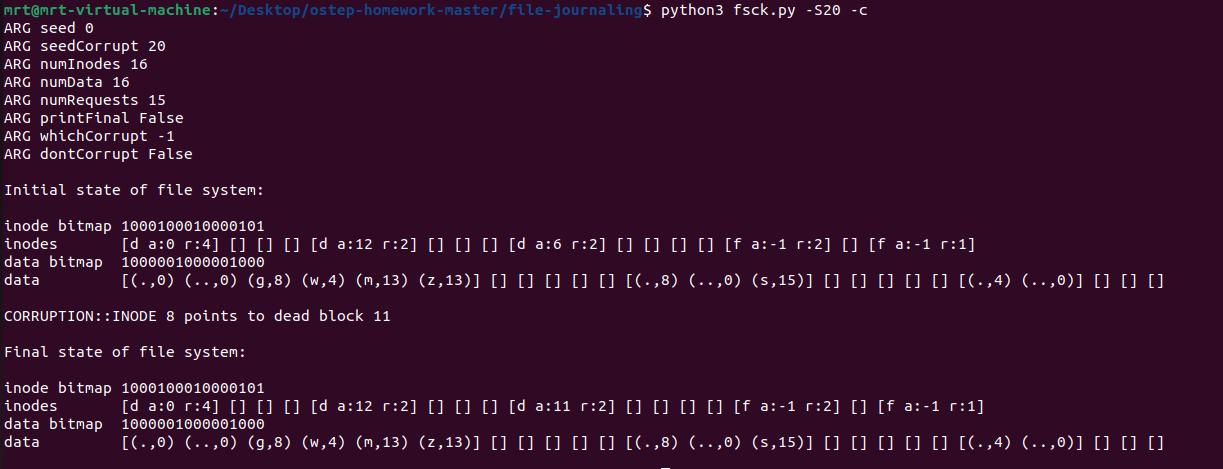 mrt@mrt-virtual-machine:~/Desktop/ostep-homework-master/file-journaling$ python3 fsck.py -S20 -c
ARG seed 0
ARG seedCorrupt 20
ARG numInodes 16
ARG numData 16
ARG numRequests 15
ARG printFinal False
ARG whichCorrupt -1
ARG dontCorrupt False
Initial state of file system:
inode bitmap 1000100010000101
inodes       [d a:0 r:4] [] [] [] [d a:12 r:2] [] [] [] [d a:6 r:2] [] [] [] [] [f a:-1 r:2] [] [f a:-1 r:1]
data bitmap  1000001000001000
data         [(.,0) (..,0) (g,8) (w,4) (m,13) (z,13)] [] [] [] [] [] [(.,8) (..,0) (s,15)] [] [] [] [] [] [(.,4) (..,0)] [] [] []
CORRUPTION::INODE 8 points to dead block 11
Final state of file system:
inode bitmap 1000100010000101
inodes       [d a:0 r:4] [] [] [] [d a:12 r:2] [] [] [] [d a:11 r:2] [] [] [] [] [f a:-1 r:2] [] [f a:-1 r:1]
data bitmap  1000001000001000
data         [(.,0) (..,0) (g,8) (w,4) (m,13) (z,13)] [] [] [] [] [] [(.,8) (..,0) (s,15)] [] [] [] [] [] [(.,4) (..,0)] [] [] []